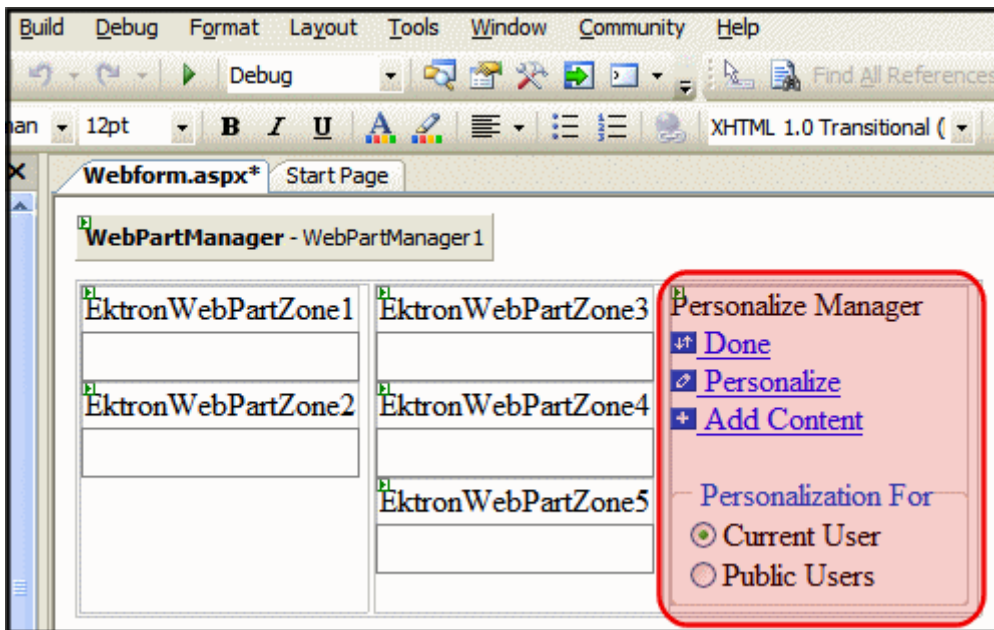 Build Debug Format Layout Tools Window Community Help
Debug Find All References
an 12pt B I U A XHTML 1.0 Transitional (
Webform.aspx* Start Page
WebPartManager - WebPartManager1
EktronWebPartZone1 EktronWebPartZone3 Personalize Manager
Done
Personalize
EktronWebPartZone2 EktronWebPartZone4 Add Content
EktronWebPartZone5 Personalization For
Current User
Public Users